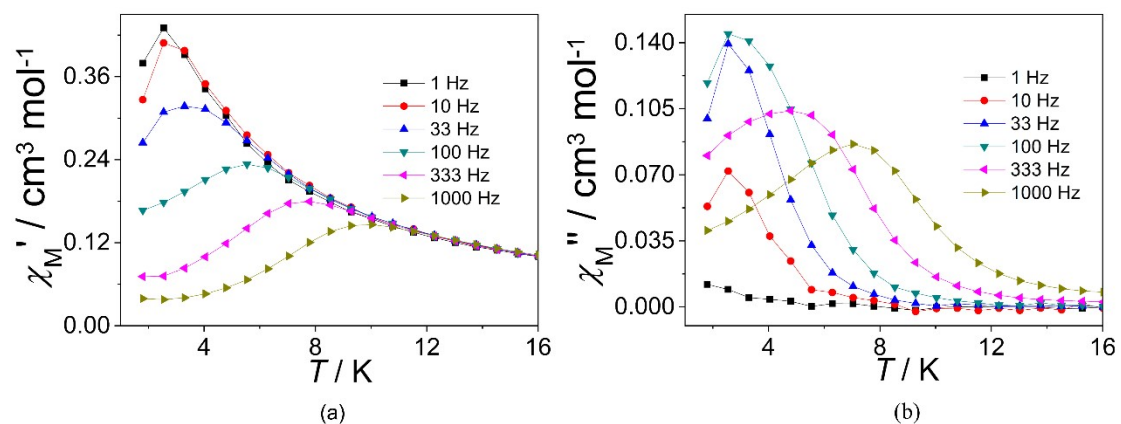 χM' / cm³ mol⁻¹
0.36
0.24
0.12
0.00
1 Hz
10 Hz
33 Hz
100 Hz
333 Hz
1000 Hz
4 8 12 16
T / K
(a)
χM'' / cm³ mol⁻¹
0.140
0.105
0.070
0.035
0.000
1 Hz
10 Hz
33 Hz
100 Hz
333 Hz
1000 Hz
4 8 12 16
T / K
(b)